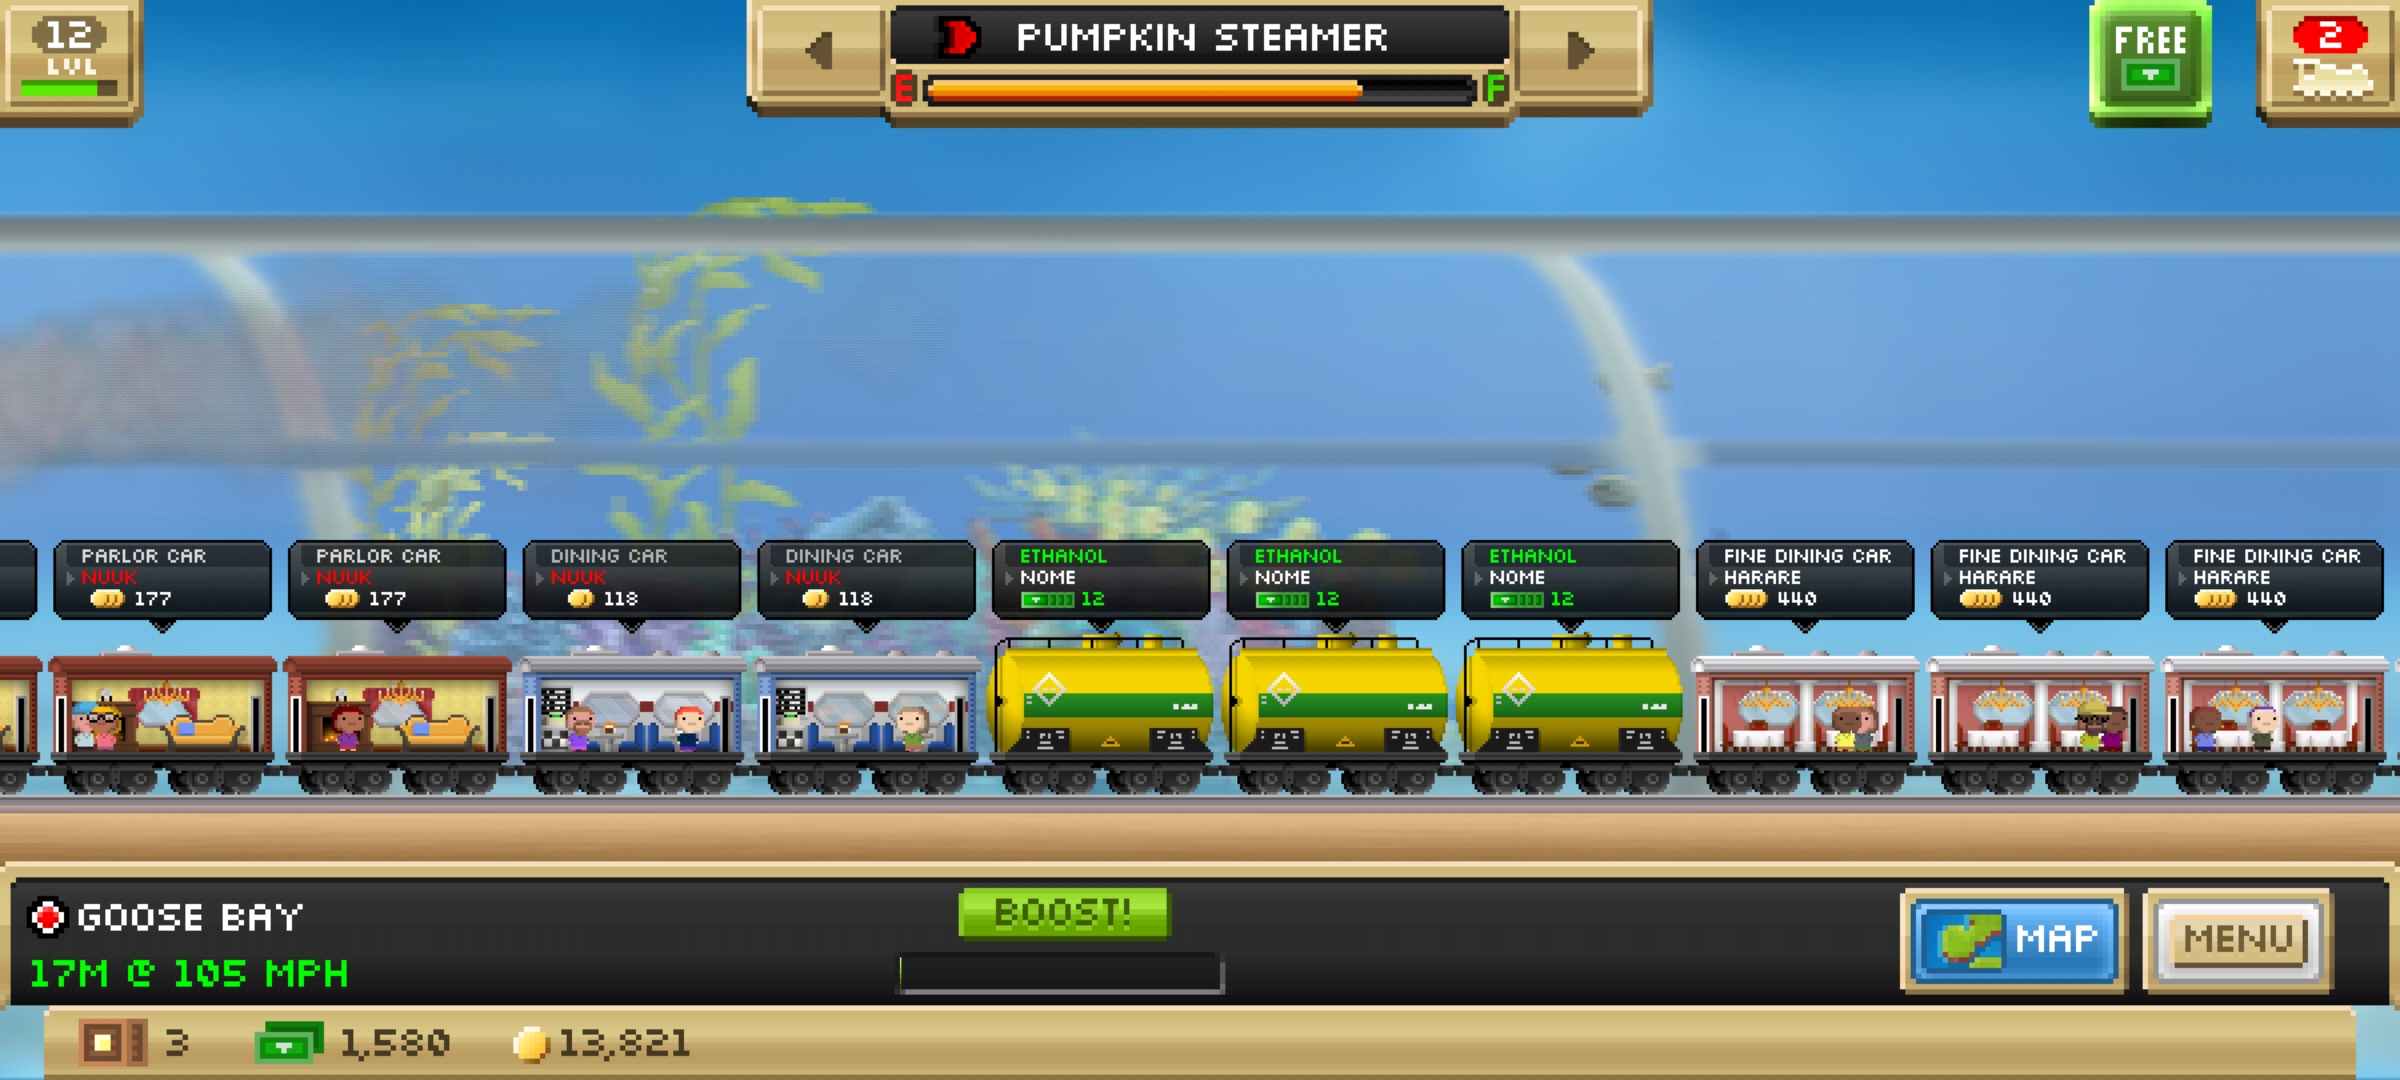 12
LVL
PUMPKIN STEAMER
E F
FREE
2
PARLOR CAR
NUUK
177
PARLOR CAR
NUUK
177
DINING CAR
NUUK
118
DINING CAR
NUUK
118
ETHANOL
NOME
12
ETHANOL
NOME
12
ETHANOL
NOME
12
FINE DINING CAR
HARARE
440
FINE DINING CAR
HARARE
440
FINE DINING CAR
HARARE
440
GOOSE BAY
17M @ 105 MPH
BOOST!
MAP
MENU
3 1,580 13,821